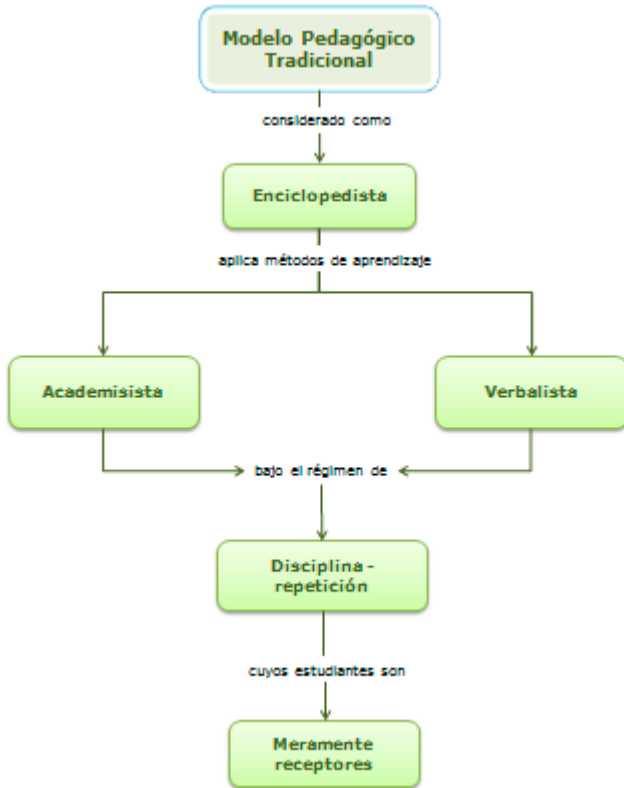 Modelo Pedagógico
Tradicional
considerado como
Enciclopedista
aplica métodos de aprendizaje
Academisista
Verbalista
bajo el régimen de
Disciplina -
repetición
cuyos estudiantes son
Meramente
receptores